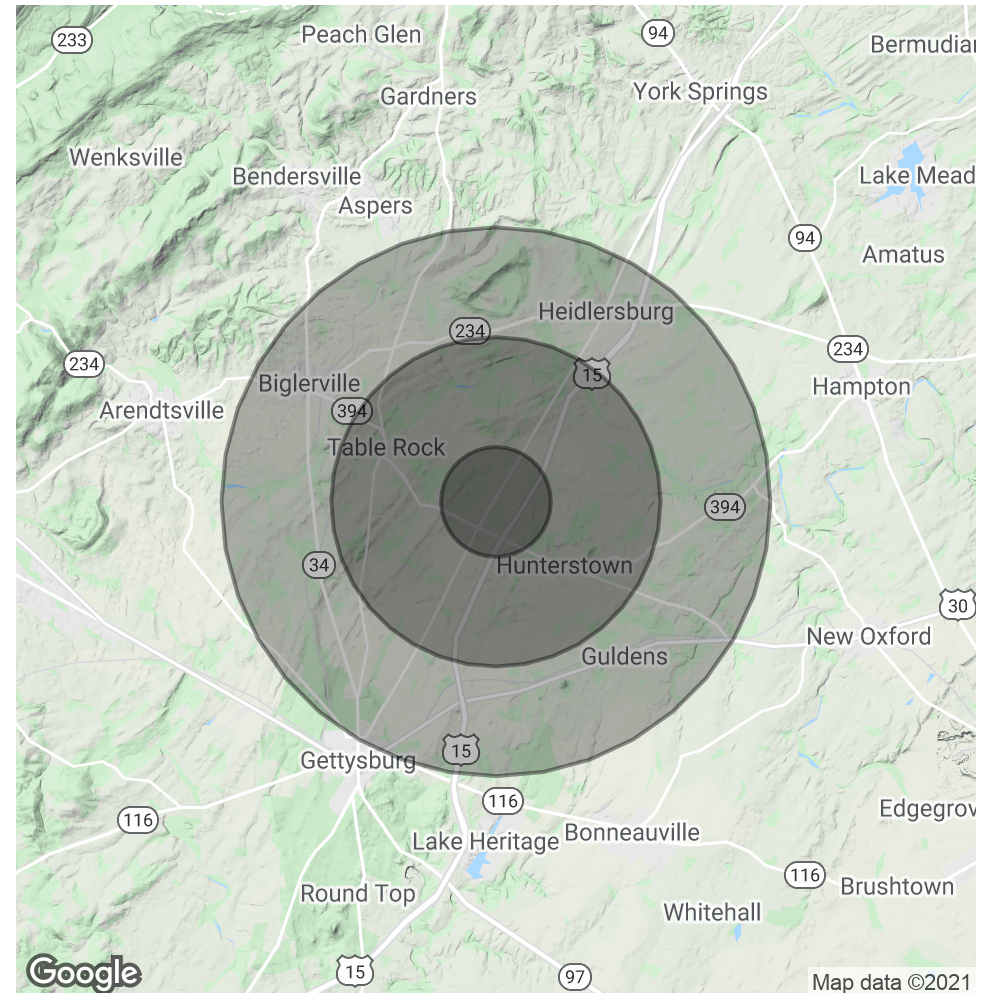 Peach Glen
94
233
Bermudian
Gardners
York Springs
Wenksville
Bendersville
Lake Mead
Aspers
94
Amatus
Heidlersburg
234
234
234
15
Biglerville
Hampton
394
Arendtsville
Table Rock
394
34
Hunterstown
30
New Oxford
Guldens
15
Gettysburg
116
116
Edgegrov
Bonneauville
Lake Heritage
116
Brushtown
Round Top
Whitehall
15
97
Google
Map data ©2021